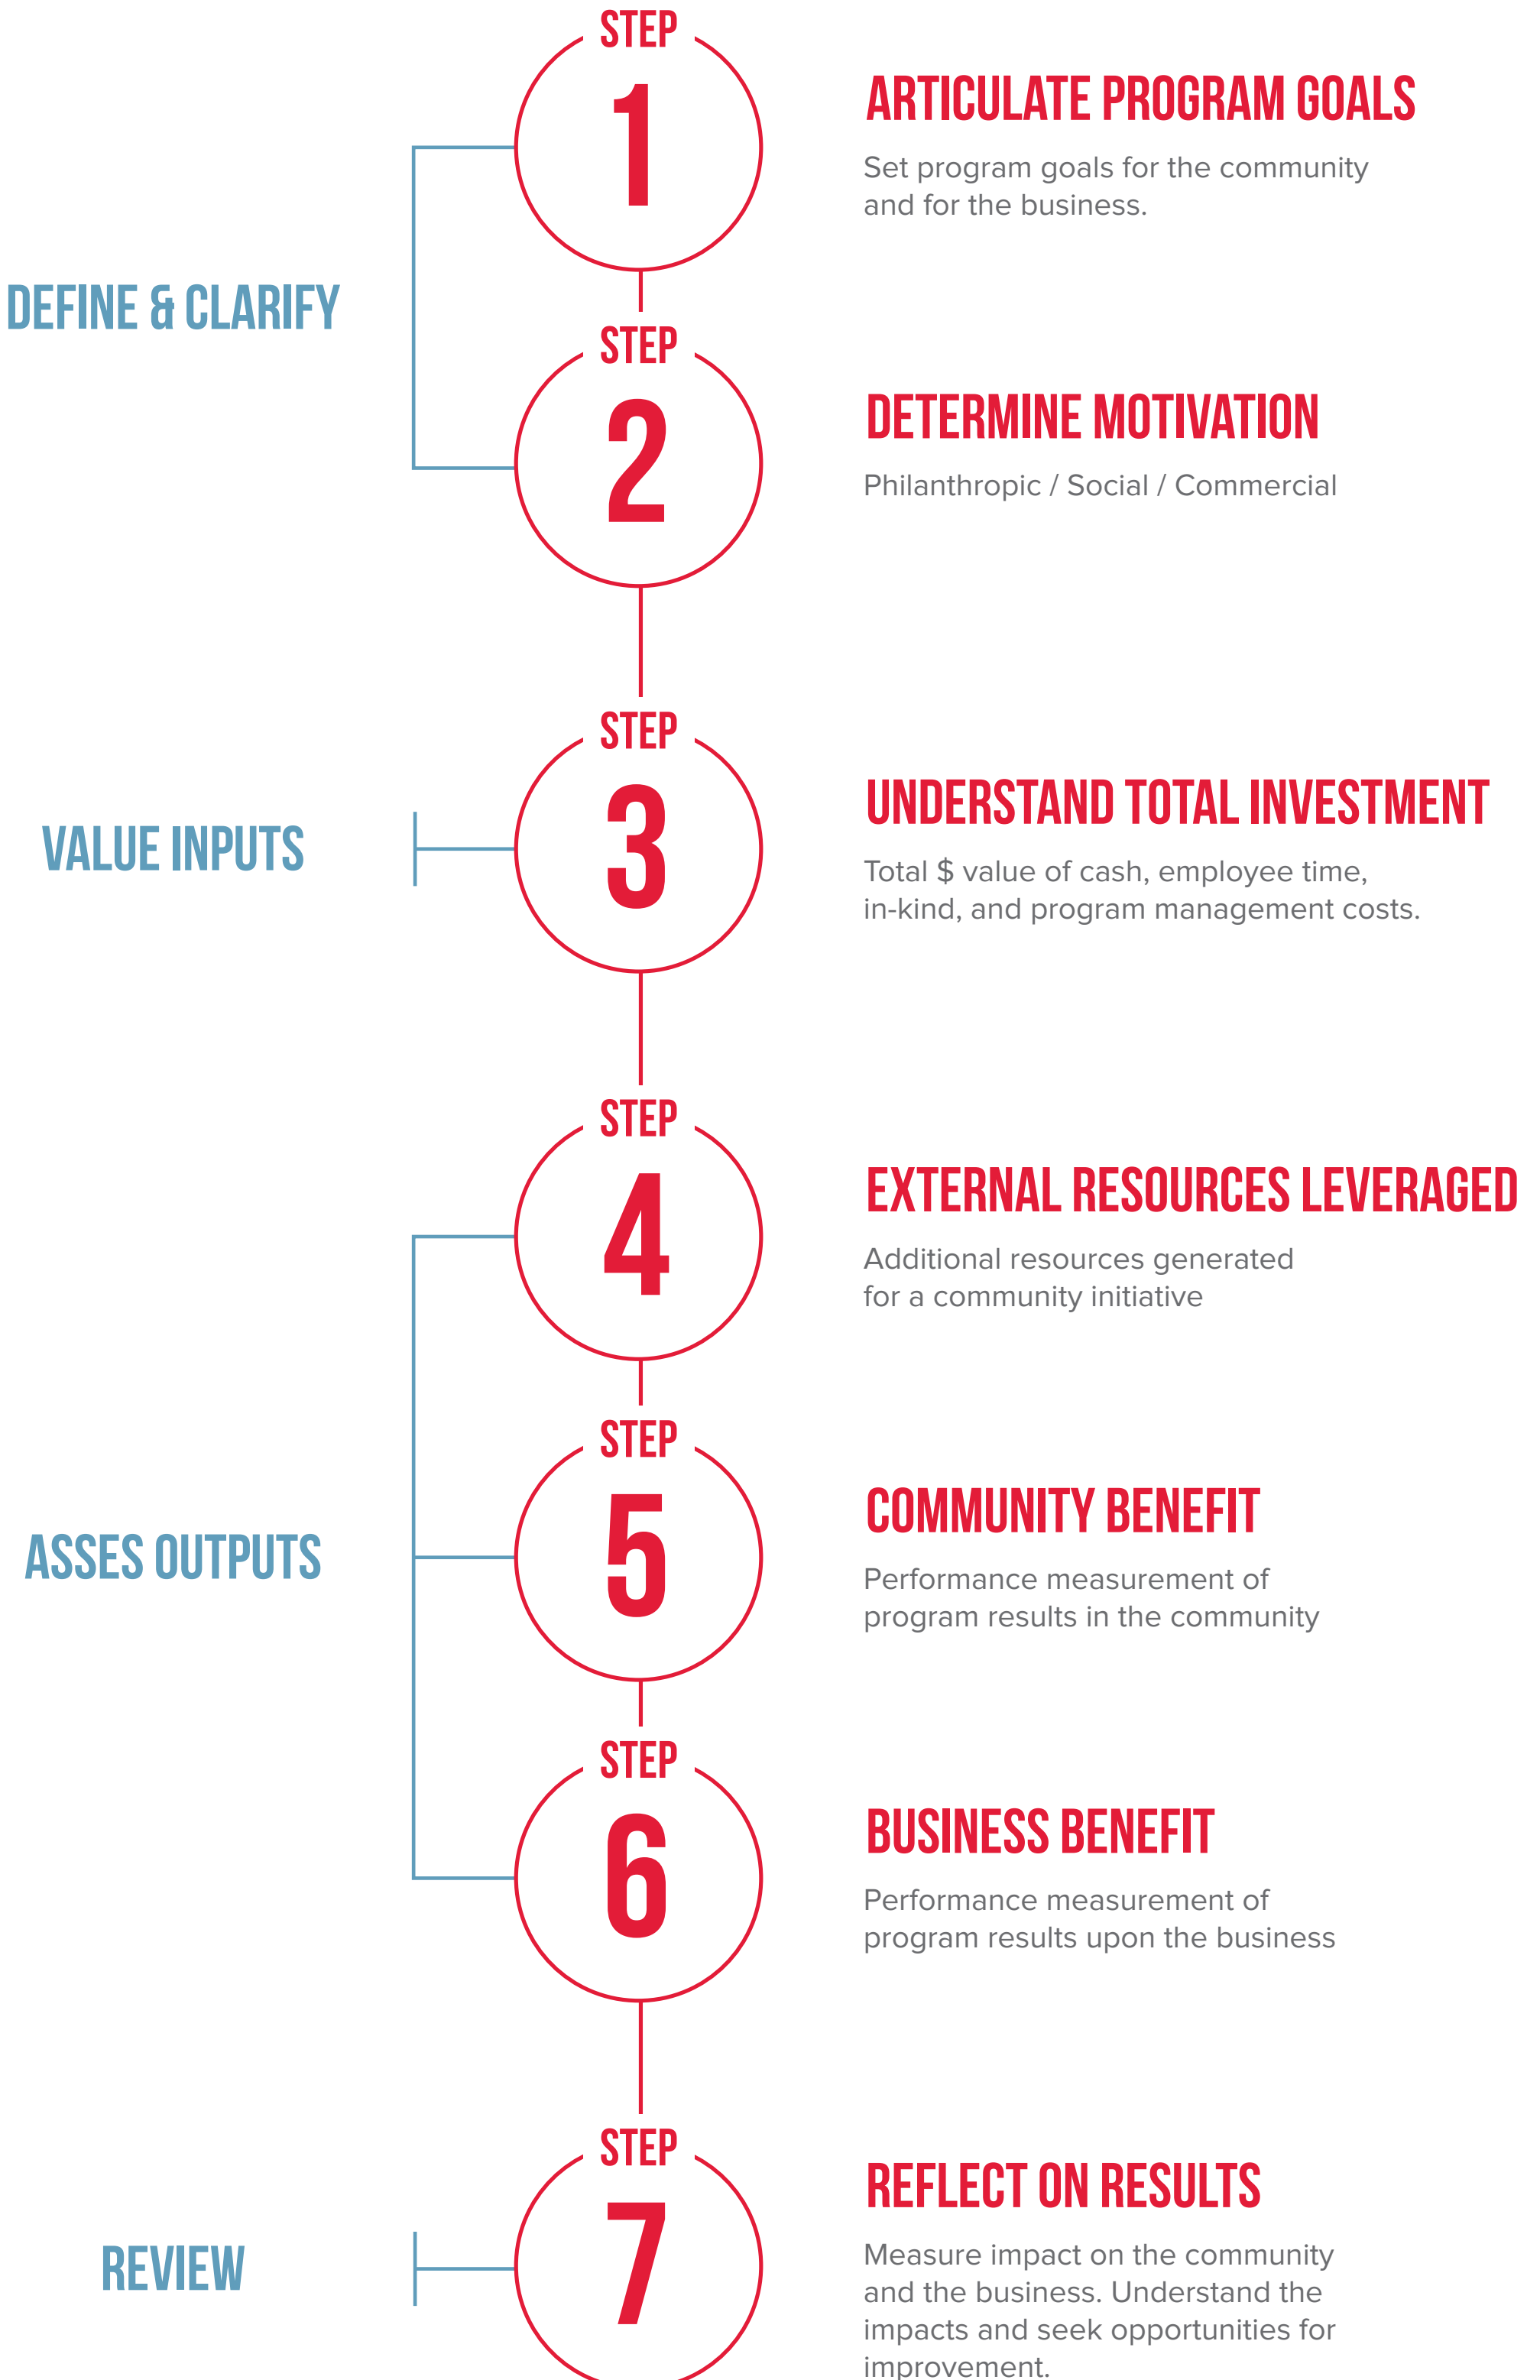 STEP
1
ARTICULATE PROGRAM GOALS
Set program goals for the community
and for the business.
DEFINE & CLARIFY
STEP
2
DETERMINE MOTIVATION
Philanthropic / Social / Commercial
STEP
3
UNDERSTAND TOTAL INVESTMENT
Total $ value of cash, employee time,
in-kind, and program management costs.
VALUE INPUTS
STEP
4
EXTERNAL RESOURCES LEVERAGED
Additional resources generated
for a community initiative
STEP
5
COMMUNITY BENEFIT
Performance measurement of
program results in the community
ASSES OUTPUTS
STEP
6
BUSINESS BENEFIT
Performance measurement of
program results upon the business
STEP
7
REFLECT ON RESULTS
Measure impact on the community
and the business. Understand the
impacts and seek opportunities for
improvement.
REVIEW